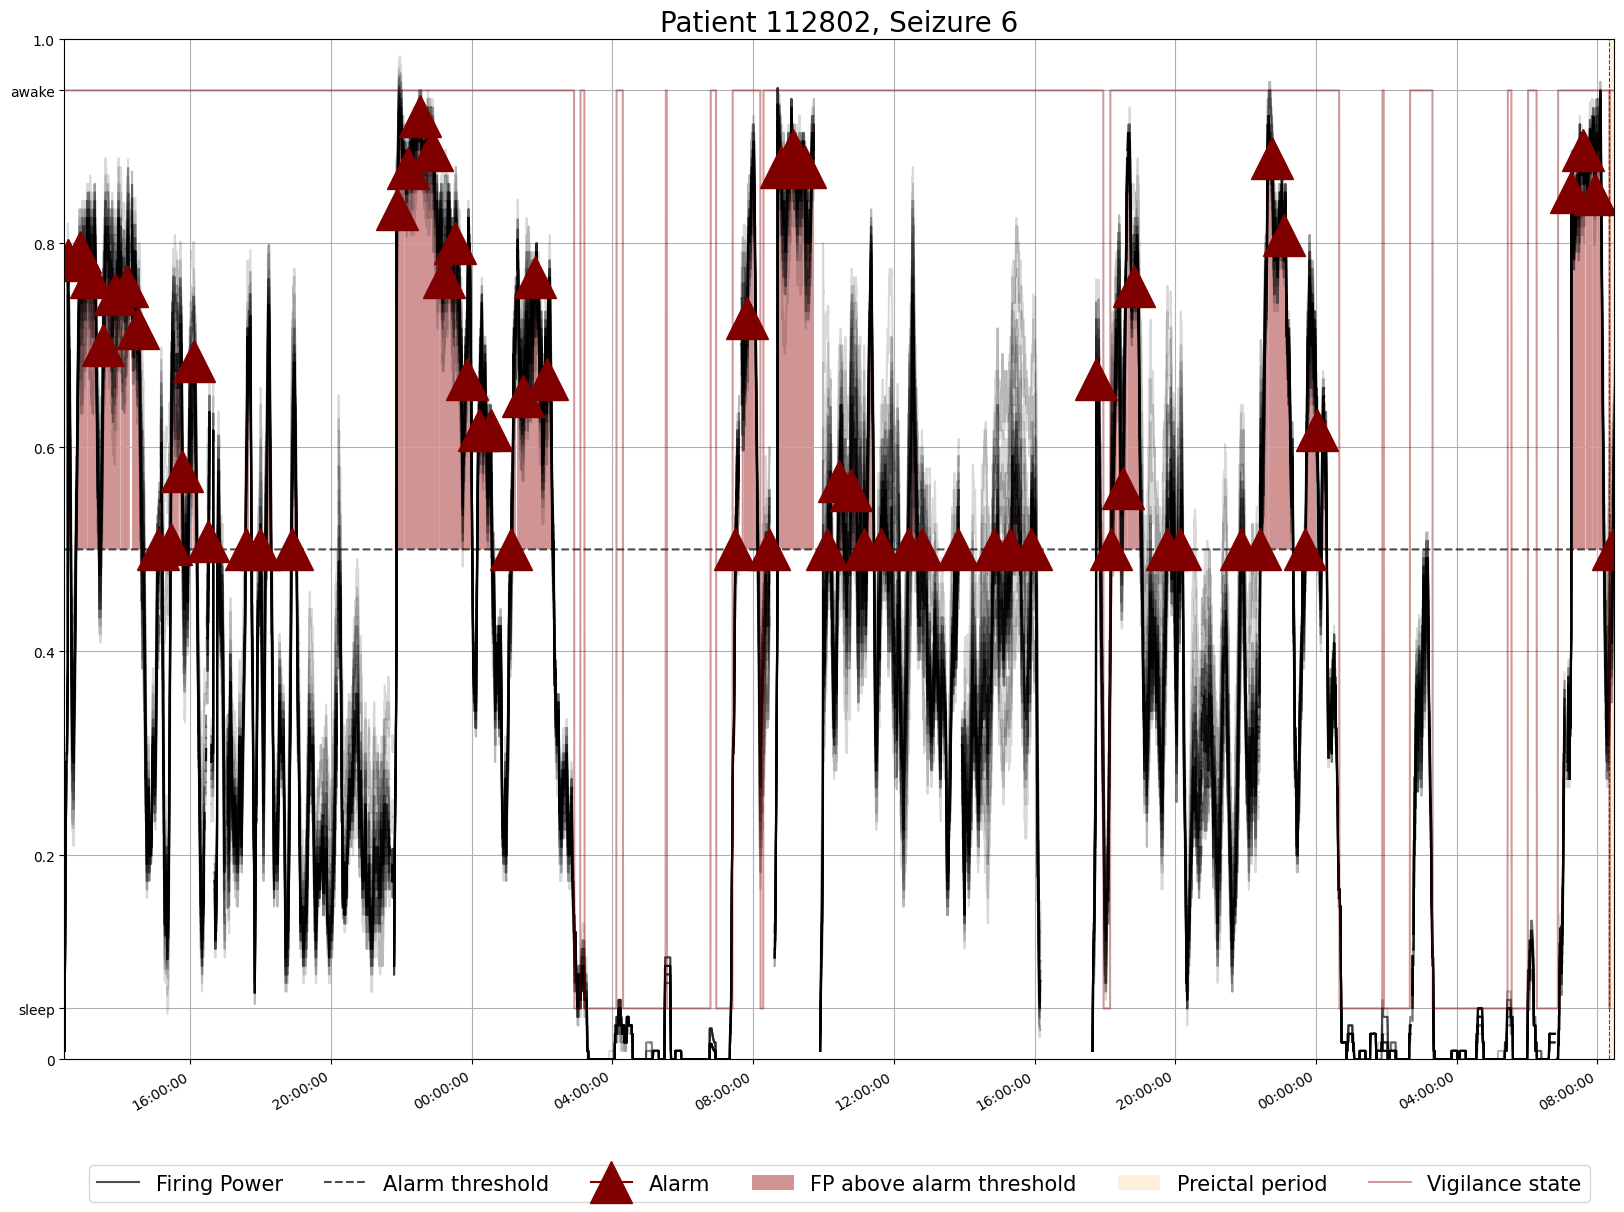 Patient 112802, Seizure 6
1.0
awake
0.8
0.6
0.4
0.2
sleep
0
16:00:00 20:00:00 00:00:00 04:00:00 08:00:00 12:00:00 16:00:00 20:00:00 00:00:00 04:00:00 08:00:00
Firing Power Alarm threshold Alarm FP above alarm threshold Preictal period Vigilance state